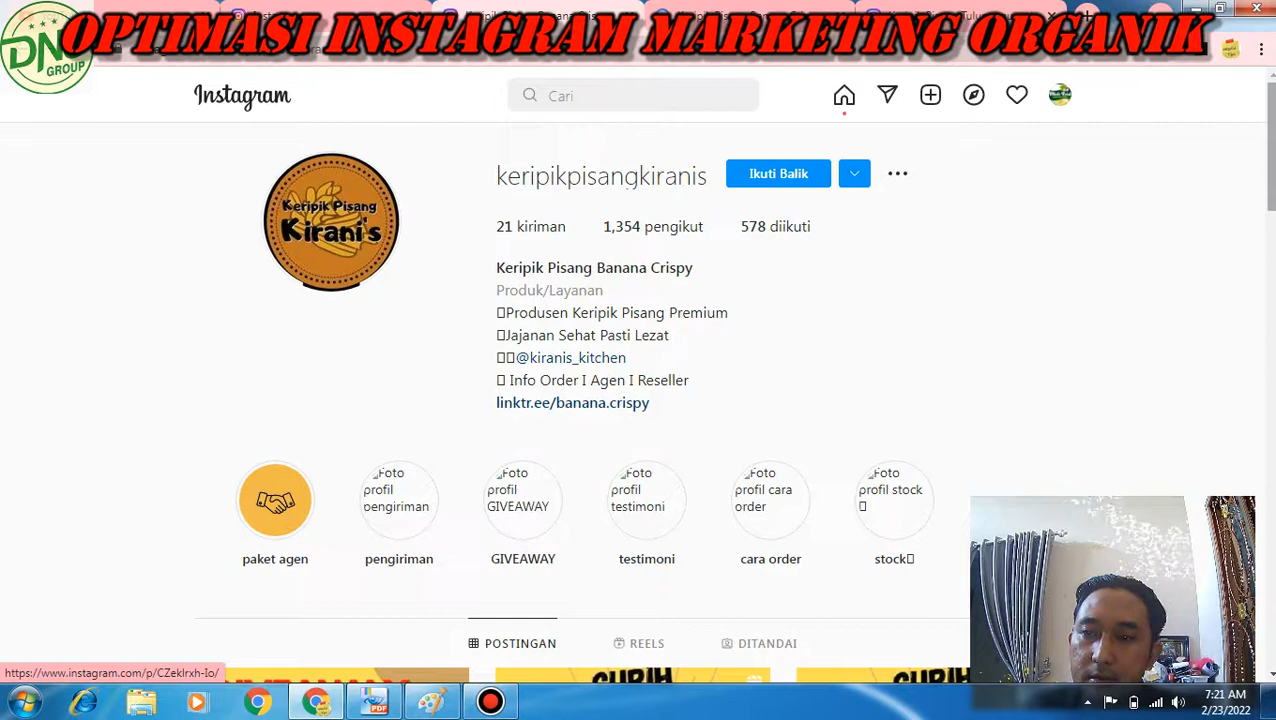 OPTIMASI INSTAGRAM MARKETING ORGANIK
DNC
GROUP
Instagram
Cari
Keripik Pisang
Kirani's
keripikpisangkiranis
Ikuti Balik
21 kiriman
1,354 pengikut
578 diikuti
Keripik Pisang Banana Crispy
Produk/Layanan
Produsen Keripik Pisang Premium
Jajanan Sehat Pasti Lezat
@kiranis_kitchen
Info Order I Agen I Reseller
linktr.ee/banana.crispy
Foto profil pengiriman
Foto profil GIVEAWAY
Foto profil testimoni
Foto profil cara order
Foto profil stock
paket agen
pengiriman
GIVEAWAY
testimoni
cara order
stock
POSTINGAN
REELS
DITANDAI
https://www.instagram.com/p/CZeklrxh-Io/
PDF
7:21 AM
2/23/2022